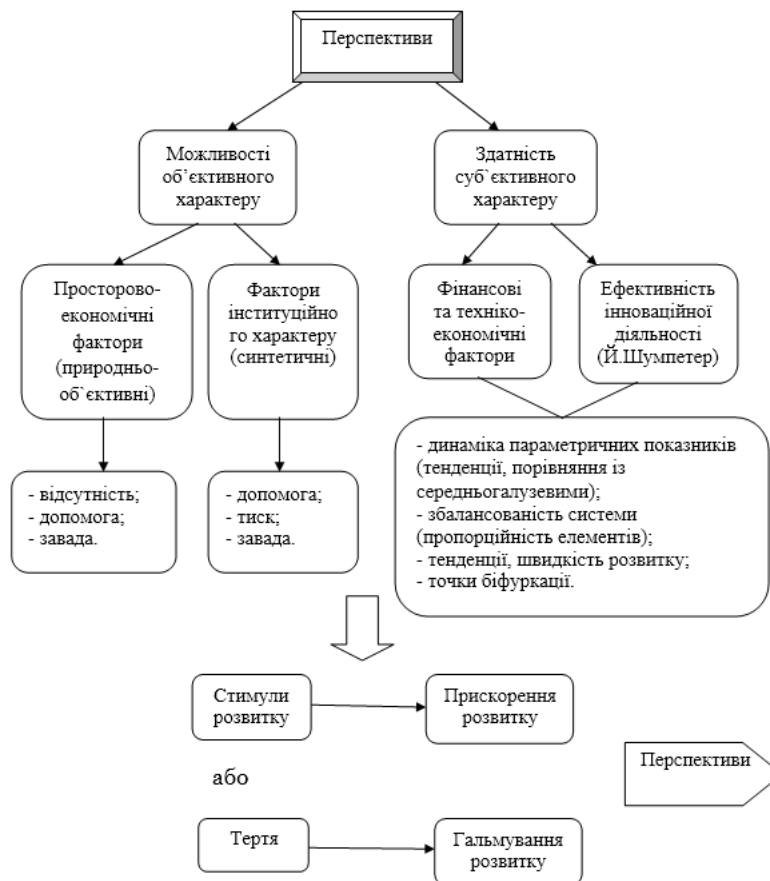 Перспективи
Можливості
об’єктивного
характеру
Здатність
суб`єктивного
характеру
Просторово-
економічні
фактори
(природньо-
об`єктивні)
Фактори
інституційно
го характеру
(синтетичні)
Фінансові
та техніко-
економічні
фактори
Ефективність
інноваційної
діяльності
(Й.Шумпетер)
- відсутність;
- допомога;
- завада.
- допомога;
- тиск;
- завада.
- динаміка параметричних показників
(тенденції, порівняння із
середньогалузевими);
- збалансованість системи
(пропорційність елементів);
- тенденції, швидкість розвитку;
- точки біфуркації.
Стимули
розвитку
Прискорення
розвитку
або
Перспективи
Тертя
Гальмування
розвитку